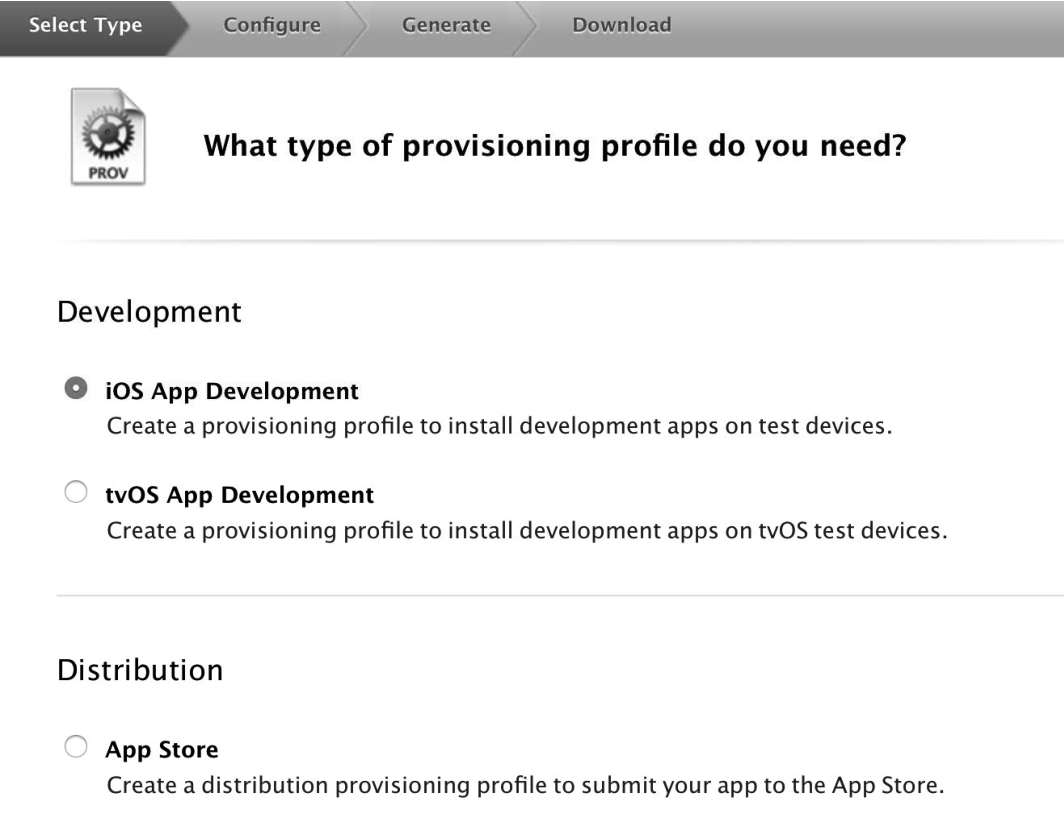 Select Type Configure Generate Download
PROV
What type of provisioning profile do you need?
Development
iOS App Development
Create a provisioning profile to install development apps on test devices.
tvOS App Development
Create a provisioning profile to install development apps on tvOS test devices.
Distribution
App Store
Create a distribution provisioning profile to submit your app to the App Store.